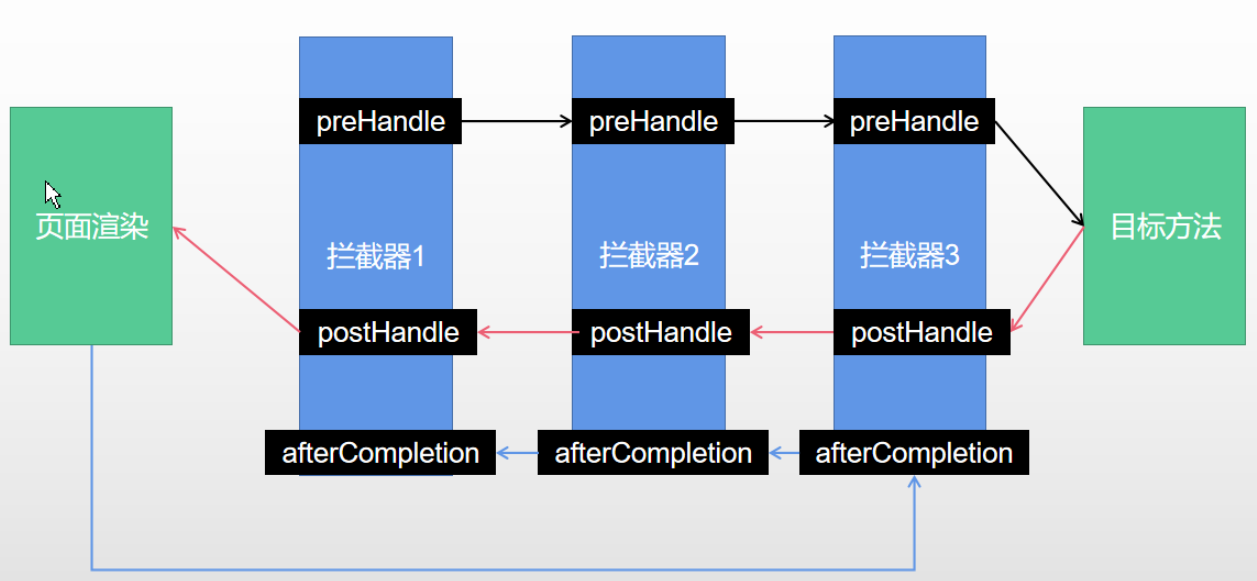 preHandle
preHandle
preHandle
页面渲染
目标方法
拦截器1
拦截器2
拦截器3
postHandle
postHandle
postHandle
afterCompletion
afterCompletion
afterCompletion